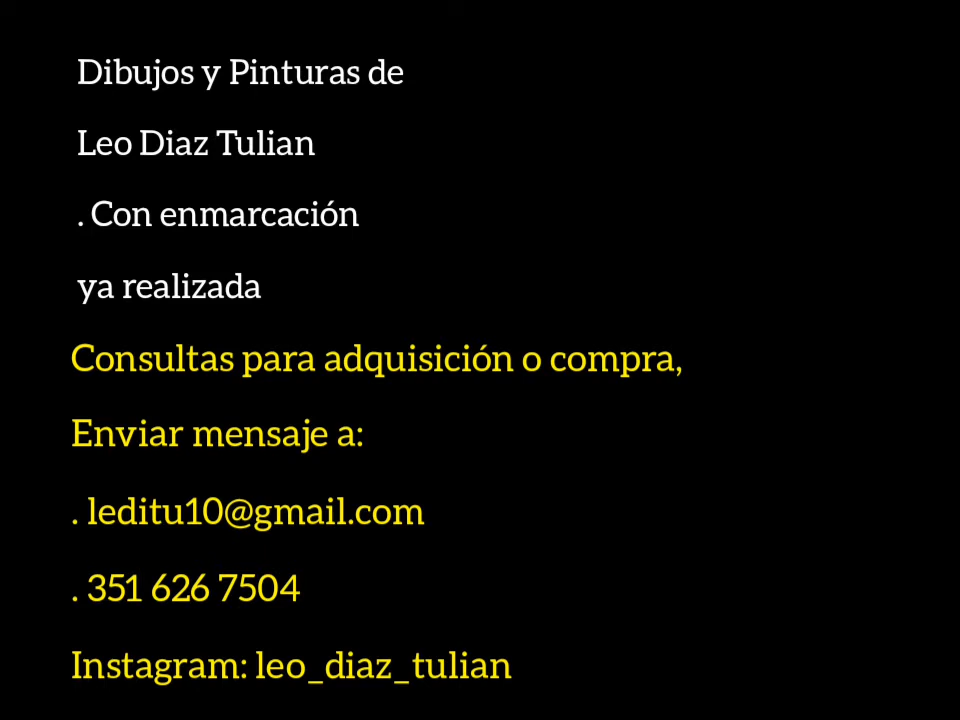 Dibujos y Pinturas de
Leo Diaz Tulian
. Con enmarcación
ya realizada
Consultas para adquisición o compra,
Enviar mensaje a:
. leditu10@gmail.com
. 351 626 7504
Instagram: leo_diaz_tulian